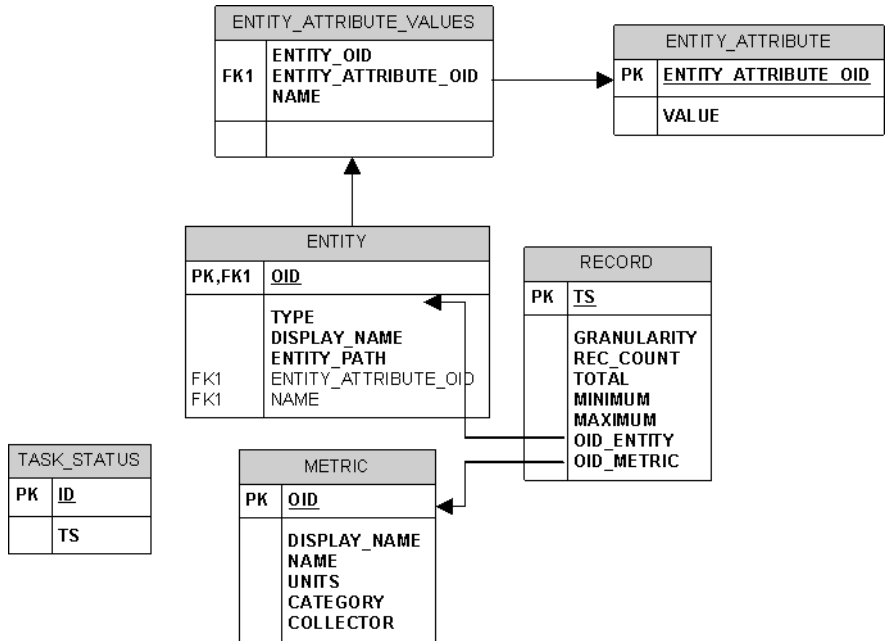 ENTITY_ATTRIBUTE_VALUES
ENTITY_OID
FK1 ENTITY_ATTRIBUTE_OID
NAME
ENTITY_ATTRIBUTE
PK ENTITY_ATTRIBUTE_OID
VALUE
ENTITY
PK,FK1 OID
TYPE
DISPLAY_NAME
ENTITY_PATH
FK1 ENTITY_ATTRIBUTE_OID
FK1 NAME
RECORD
PK TS
GRANULARITY
REC_COUNT
TOTAL
MINIMUM
MAXIMUM
OID_ENTITY
OID_METRIC
TASK_STATUS
PK ID
TS
METRIC
PK OID
DISPLAY_NAME
NAME
UNITS
CATEGORY
COLLECTOR